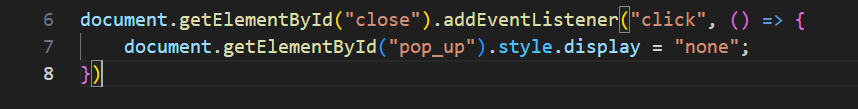 6 document.getElementById("close").addEventListener("click", () => {
7     document.getElementById("pop_up").style.display = "none";
8 })